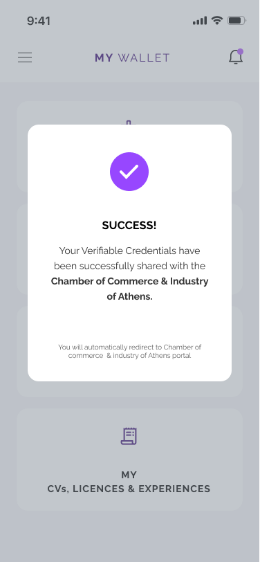 9:41
MY WALLET
SUCCESS!
Your Verifiable Credentials have
been successfully shared with the
Chamber of Commerce & Industry
of Athens.
You will automatically redirect to Chamber of
commerce & industry of Athens portal
MY
CVs, LICENCES & EXPERIENCES